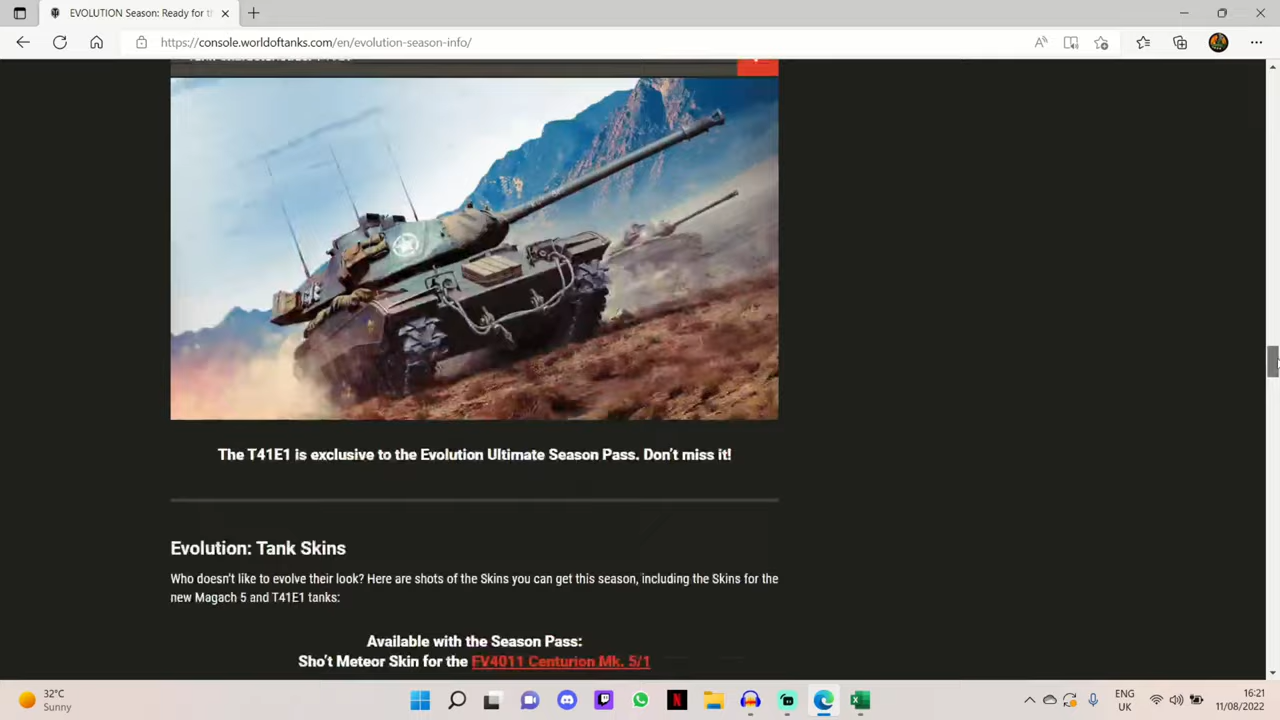 EVOLUTION Season: Ready for t
https://console.worldoftanks.com/en/evolution-season-info/
The T41E1 is exclusive to the Evolution Ultimate Season Pass. Don't miss it!
Evolution: Tank Skins
Who doesn't like to evolve their look? Here are shots of the Skins you can get this season, including the Skins for the
new Magach 5 and T41E1 tanks:
Available with the Season Pass:
Sho't Meteor Skin for the FV4011 Centurion Mk. 5/1
32°C
Sunny
ENG
UK
16:21
11/08/2022